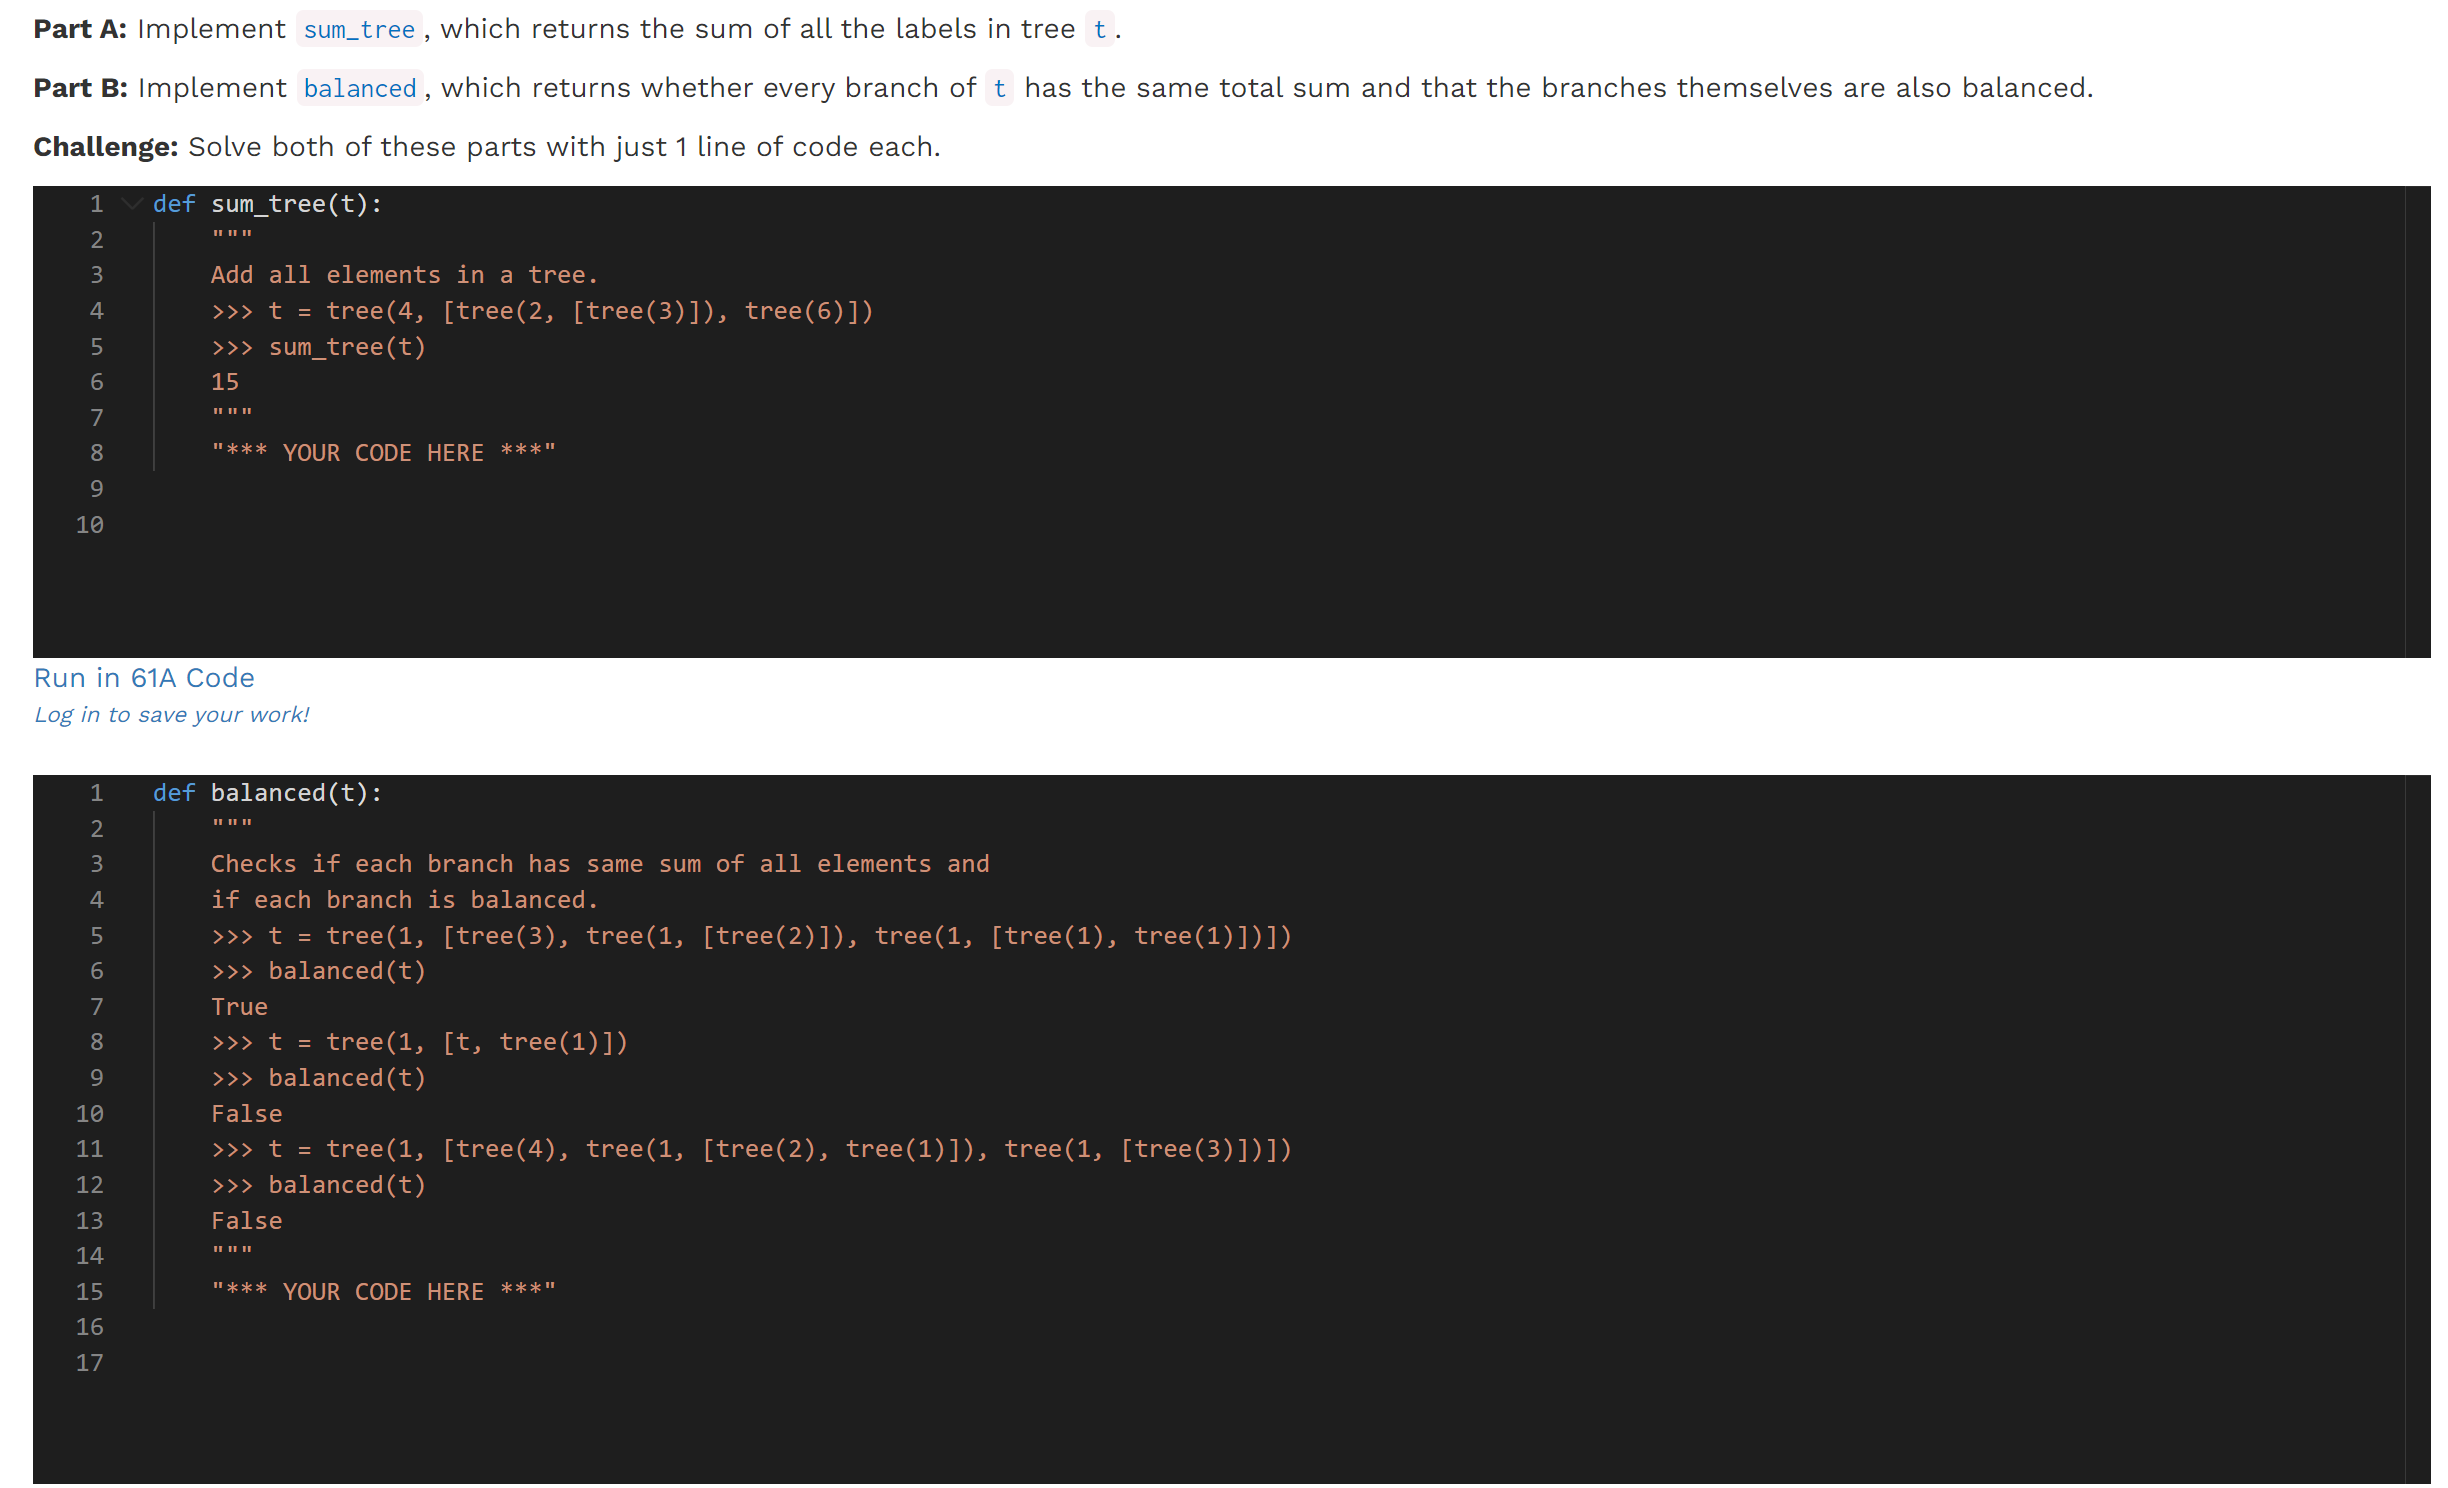 Part A: Implement sum_tree, which returns the sum of all the labels in tree t.
Part B: Implement balanced, which returns whether every branch of t has the same total sum and that the branches themselves are also balanced.
Challenge: Solve both of these parts with just 1 line of code each.
1 def sum_tree(t):
2 """
3 Add all elements in a tree.
4 >>> t = tree(4, [tree(2, [tree(3)]), tree(6)])
5 >>> sum_tree(t)
6 15
7 """
8 "*** YOUR CODE HERE ***"
9
10
Run in 61A Code
Log in to save your work!
1 def balanced(t):
2 """
3 Checks if each branch has same sum of all elements and
4 if each branch is balanced.
5 >>> t = tree(1, [tree(3), tree(1, [tree(2)]), tree(1, [tree(1), tree(1)])])
6 >>> balanced(t)
7 True
8 >>> t = tree(1, [t, tree(1)])
9 >>> balanced(t)
10 False
11 >>> t = tree(1, [tree(4), tree(1, [tree(2), tree(1)]), tree(1, [tree(3)])])
12 >>> balanced(t)
13 False
14 """
15 "*** YOUR CODE HERE ***"
16
17